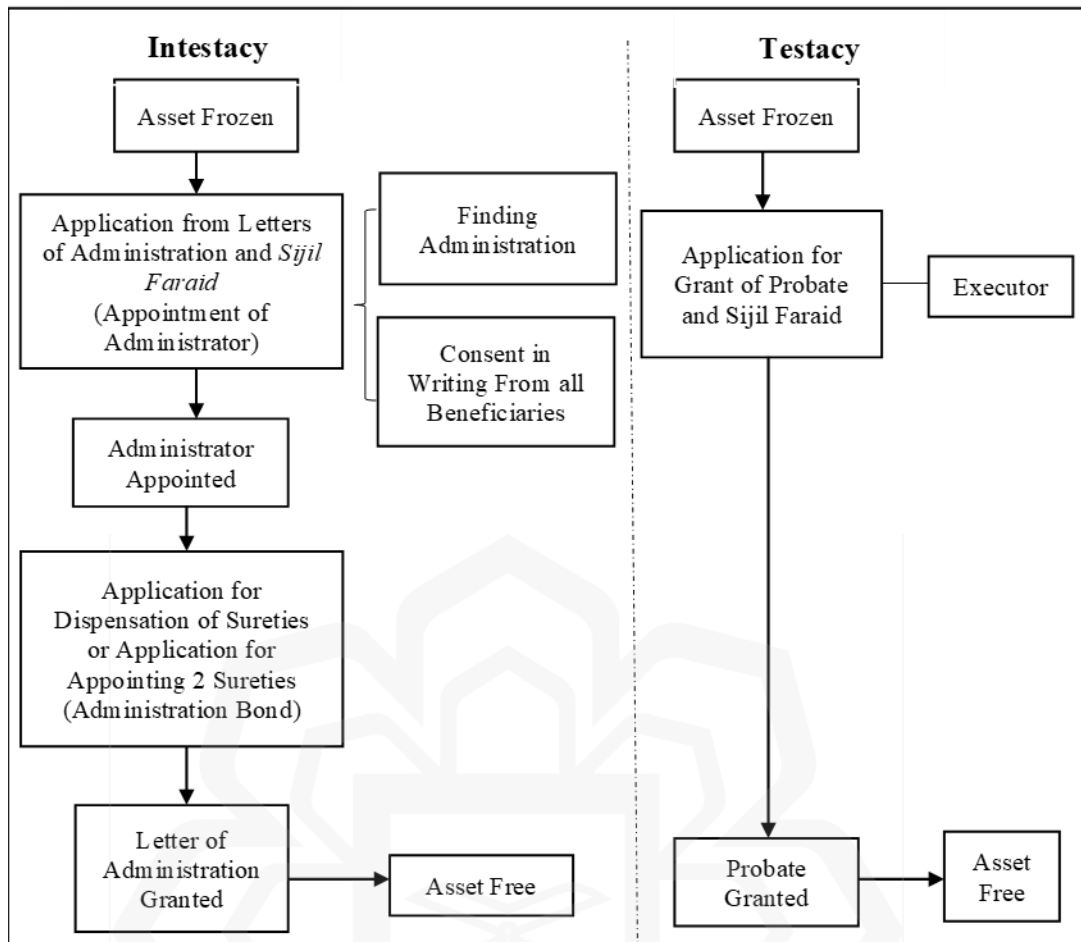 Intestacy
Asset Frozen
Application from Letters
of Administration and Sijil
Faraid
(Appointment of
Administrator)
Finding
Administration
Consent in
Writing From all
Beneficiaries
Administrator
Appointed
Application for
Dispensation of Sureties
or Application for
Appointing 2 Sureties
(Administration Bond)
Letter of
Administration
Granted
Asset Free
Testacy
Asset Frozen
Application for
Grant of Probate
and Sijil Faraid
Executor
Probate
Granted
Asset
Free